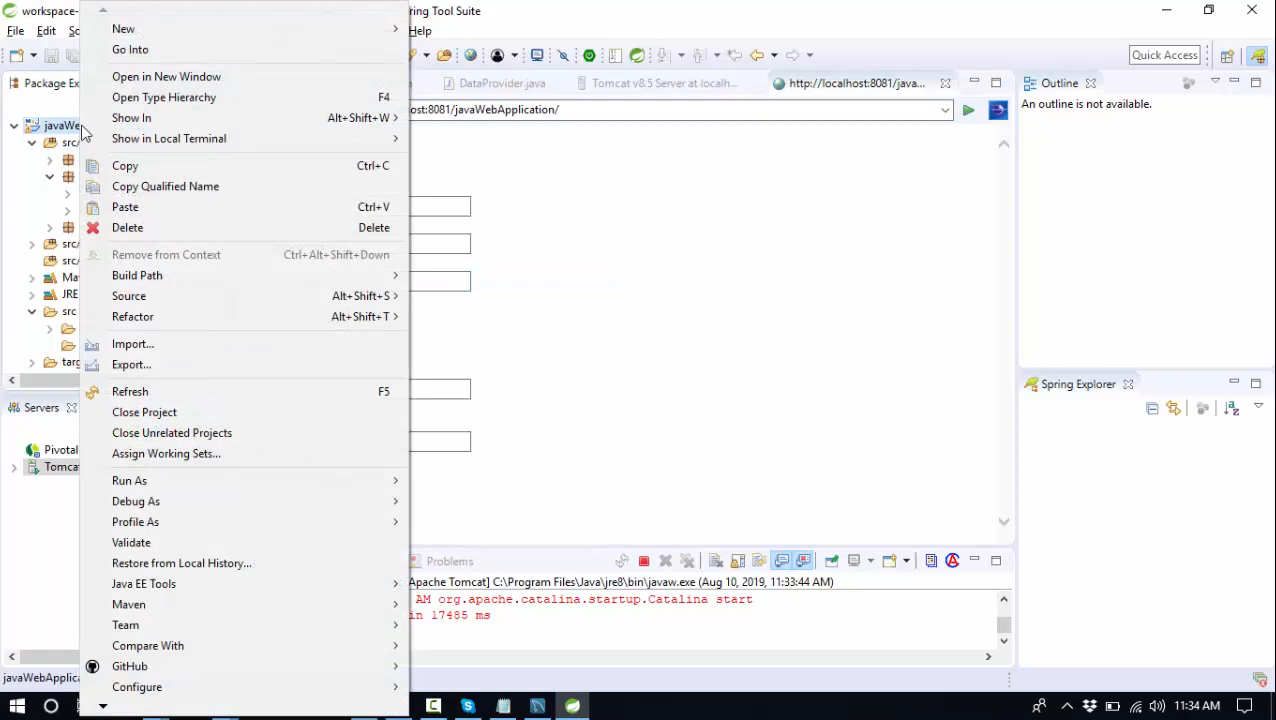 workspace-
ring Tool Suite
File Edit So
Help
Quick Access
Package Ex
DataProvider.java
Tomcat v8.5 Server at localh...
http://localhost:8081/java...
Outline
host:8081/javaWebApplication/
An outline is not available.
javaWe
src/
src/
src/
Ma
JRE
src
targ
Servers
Pivotal
Tomcat
New
Go Into
Open in New Window
Open Type Hierarchy F4
Show In Alt+Shift+W
Show in Local Terminal
Copy Ctrl+C
Copy Qualified Name
Paste Ctrl+V
Delete Delete
Remove from Context Ctrl+Alt+Shift+Down
Build Path
Source Alt+Shift+S
Refactor Alt+Shift+T
Import...
Export...
Refresh F5
Close Project
Close Unrelated Projects
Assign Working Sets...
Run As
Debug As
Profile As
Validate
Restore from Local History...
Java EE Tools
Maven
Team
Compare With
GitHub
Configure
Spring Explorer
Problems
Apache Tomcat] C:\Program Files\Java\jre8\bin\javaw.exe (Aug 10, 2019, 11:33:44 AM)
AM org.apache.catalina.startup.Catalina start
in 17485 ms
javaWebApplica
11:34 AM